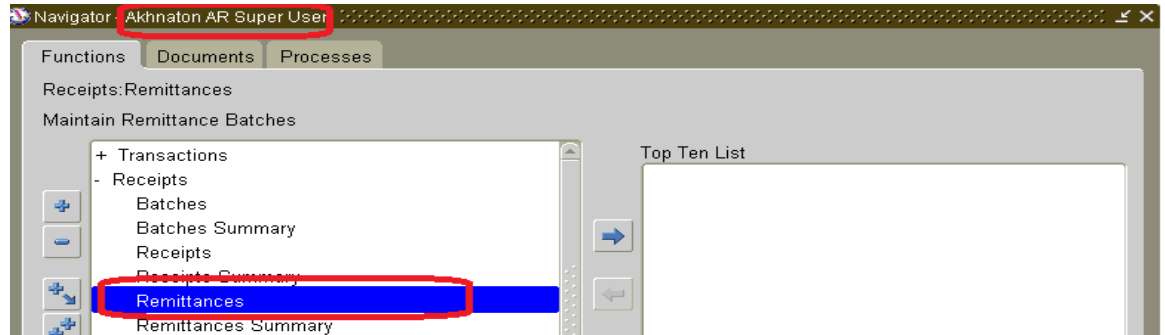 Navigator - Akhnaton AR Super User
Functions Documents Processes
Receipts:Remittances
Maintain Remittance Batches
+ Transactions
- Receipts
Batches
Batches Summary
Receipts
Receipts Summary
Remittances
Remittances Summary
Top Ten List